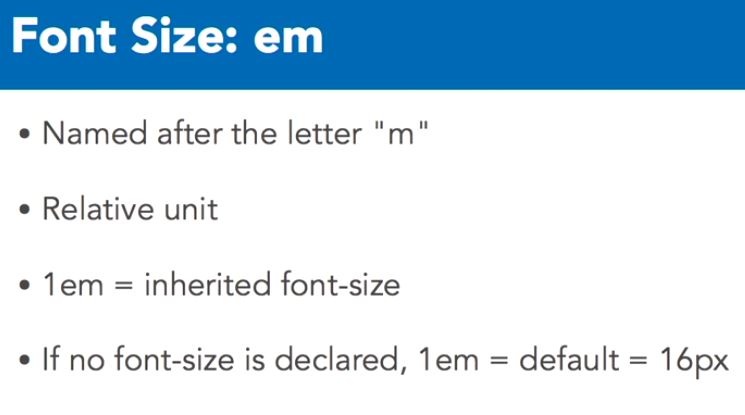 Font Size: em
• Named after the letter "m"
• Relative unit
• 1em = inherited font-size
• If no font-size is declared, 1em = default = 16px